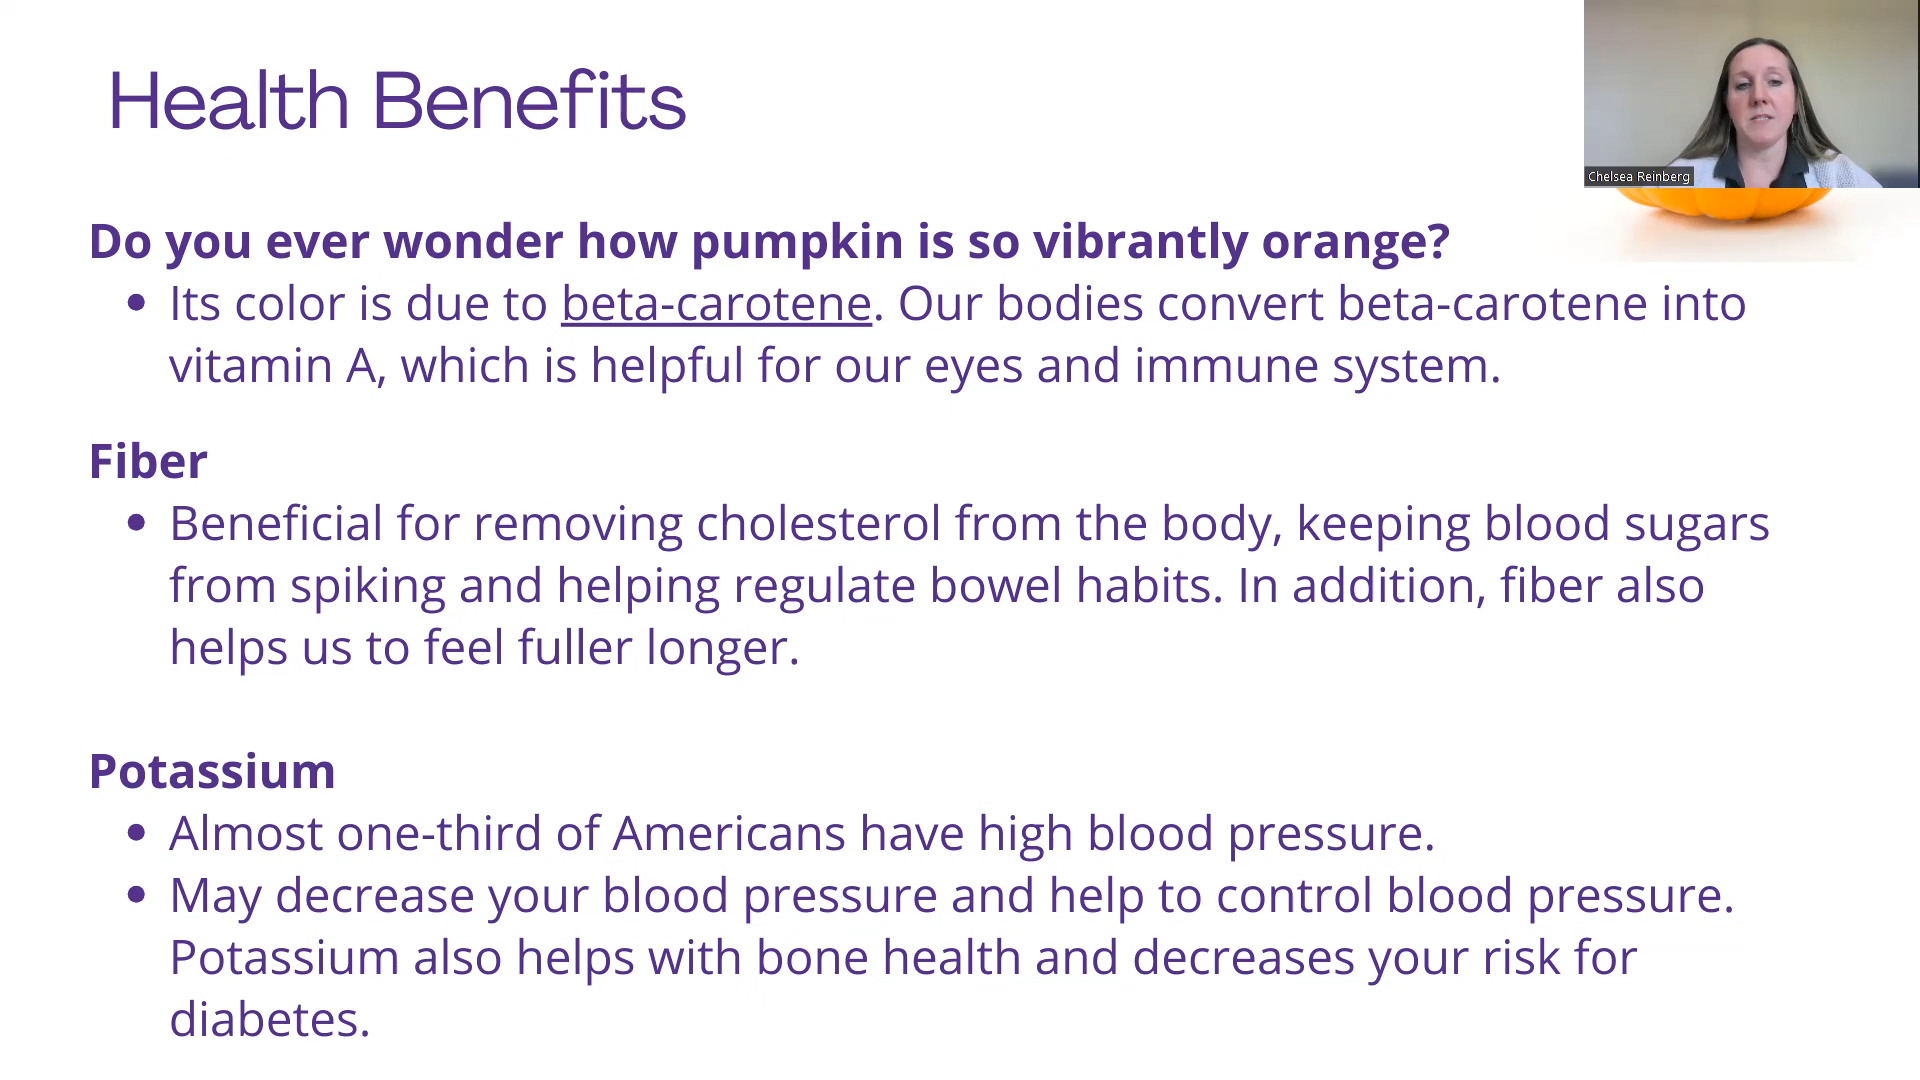 Health Benefits
Chelsea Reinberg
Do you ever wonder how pumpkin is so vibrantly orange?
• Its color is due to beta-carotene. Our bodies convert beta-carotene into
vitamin A, which is helpful for our eyes and immune system.
Fiber
• Beneficial for removing cholesterol from the body, keeping blood sugars
from spiking and helping regulate bowel habits. In addition, fiber also
helps us to feel fuller longer.
Potassium
• Almost one-third of Americans have high blood pressure.
• May decrease your blood pressure and help to control blood pressure.
Potassium also helps with bone health and decreases your risk for
diabetes.